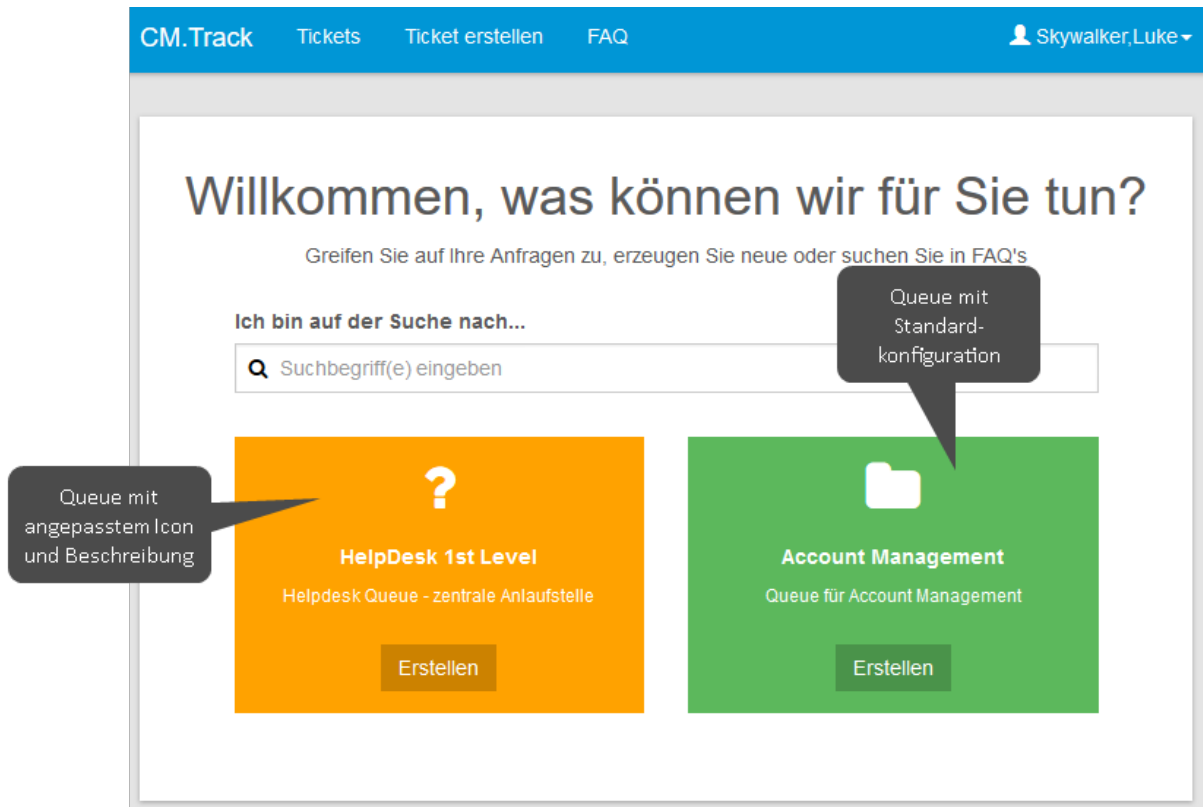 CM.Track Tickets Ticket erstellen FAQ Skywalker,Luke
Willkommen, was können wir für Sie tun?
Greifen Sie auf Ihre Anfragen zu, erzeugen Sie neue oder suchen Sie in FAQ's
Queue mit
Standard-
konfiguration
Ich bin auf der Suche nach...
Suchbegriff(e) eingeben
Queue mit
angepasstem Icon
und Beschreibung
HelpDesk 1st Level
Helpdesk Queue - zentrale Anlaufstelle
Erstellen
Account Management
Queue für Account Management
Erstellen